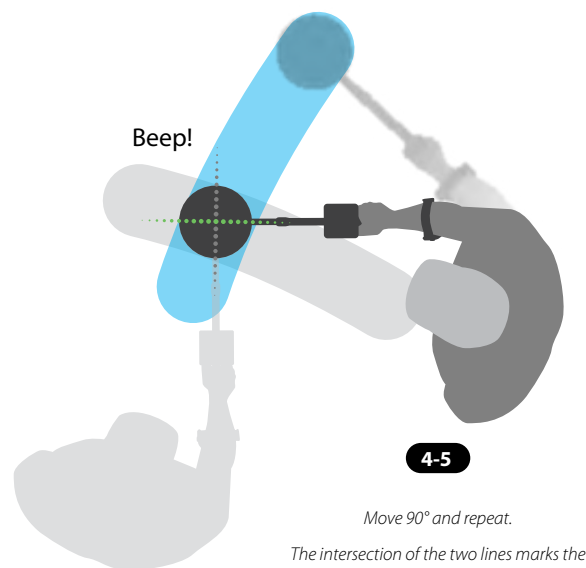 Beep!
4-5
Move 90° and repeat.
The intersection of the two lines marks the